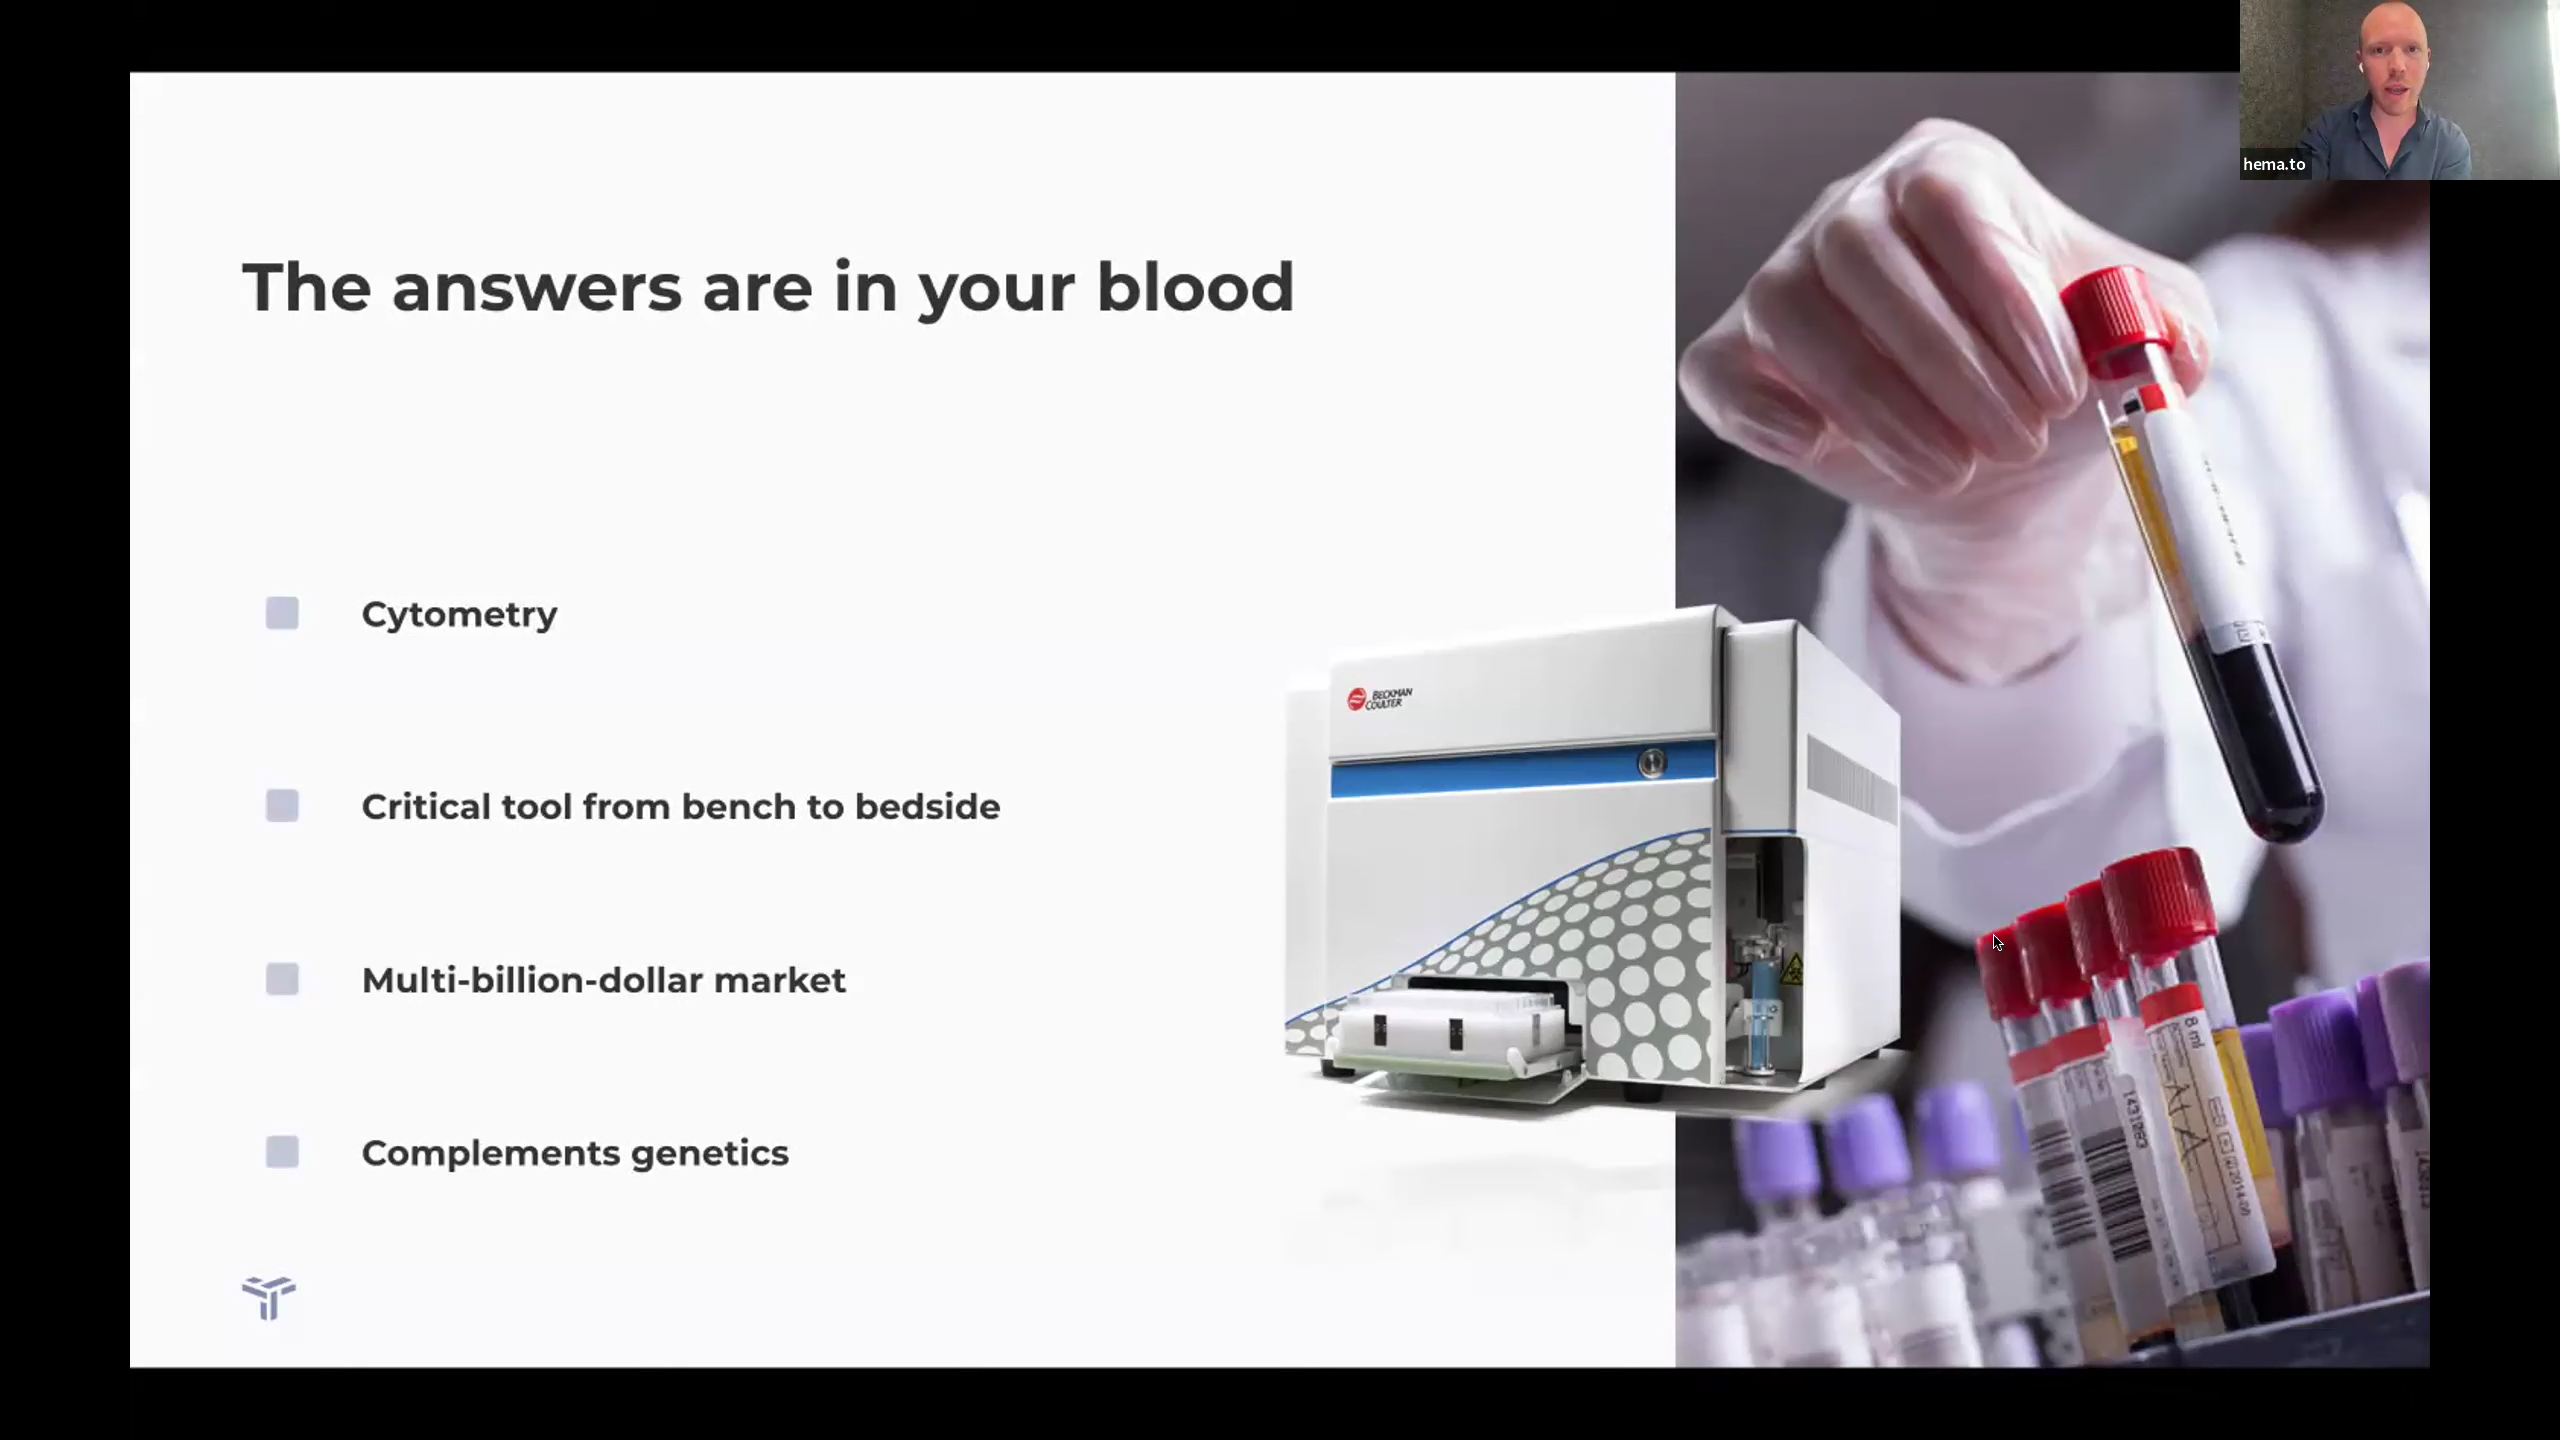 hema.to
The answers are in your blood
Cytometry
Critical tool from bench to bedside
Multi-billion-dollar market
Complements genetics
BECKMAN
COULTER
8 ml
1431093